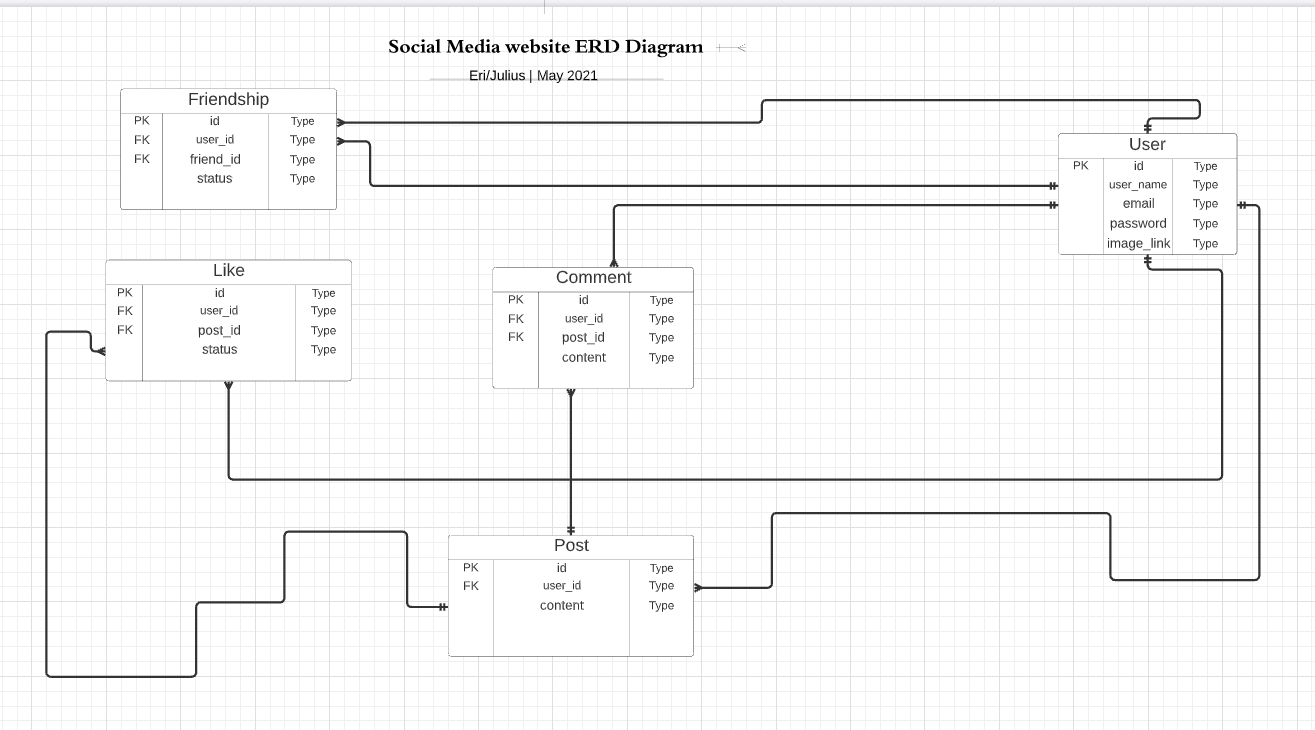 Social Media website ERD Diagram
Eri/Julius | May 2021
Friendship
PK id Type
FK user_id Type
FK friend_id Type
status Type
User
PK id Type
user_name Type
email Type
password Type
image_link Type
Like
PK id Type
FK user_id Type
FK post_id Type
status Type
Comment
PK id Type
FK user_id Type
FK post_id Type
content Type
Post
PK id Type
FK user_id Type
content Type